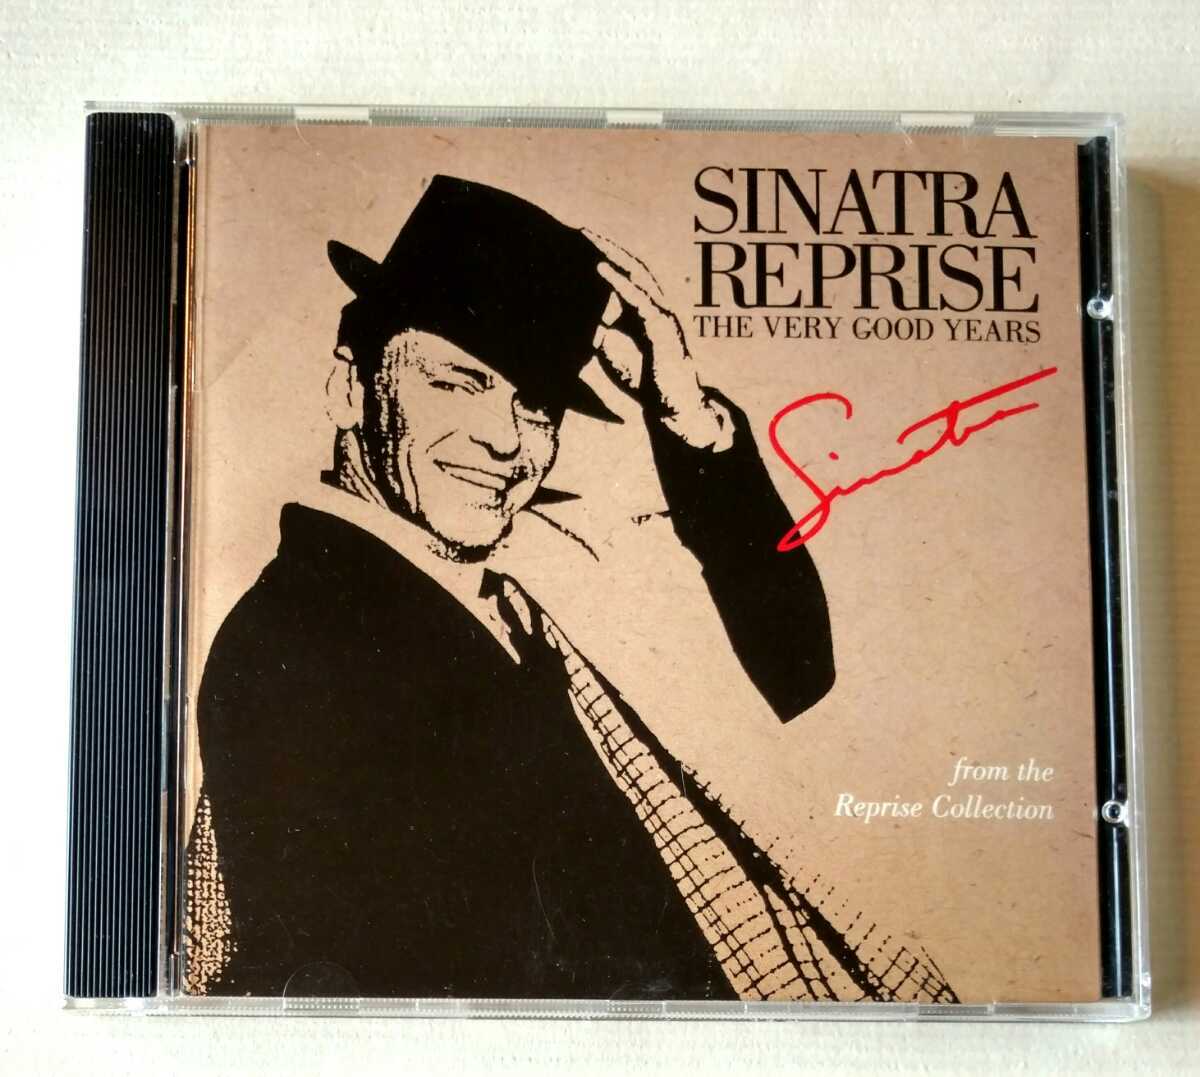 SINATRA
REPRISE
THE VERY GOOD YEARS
Sinatra
from the
Reprise Collection